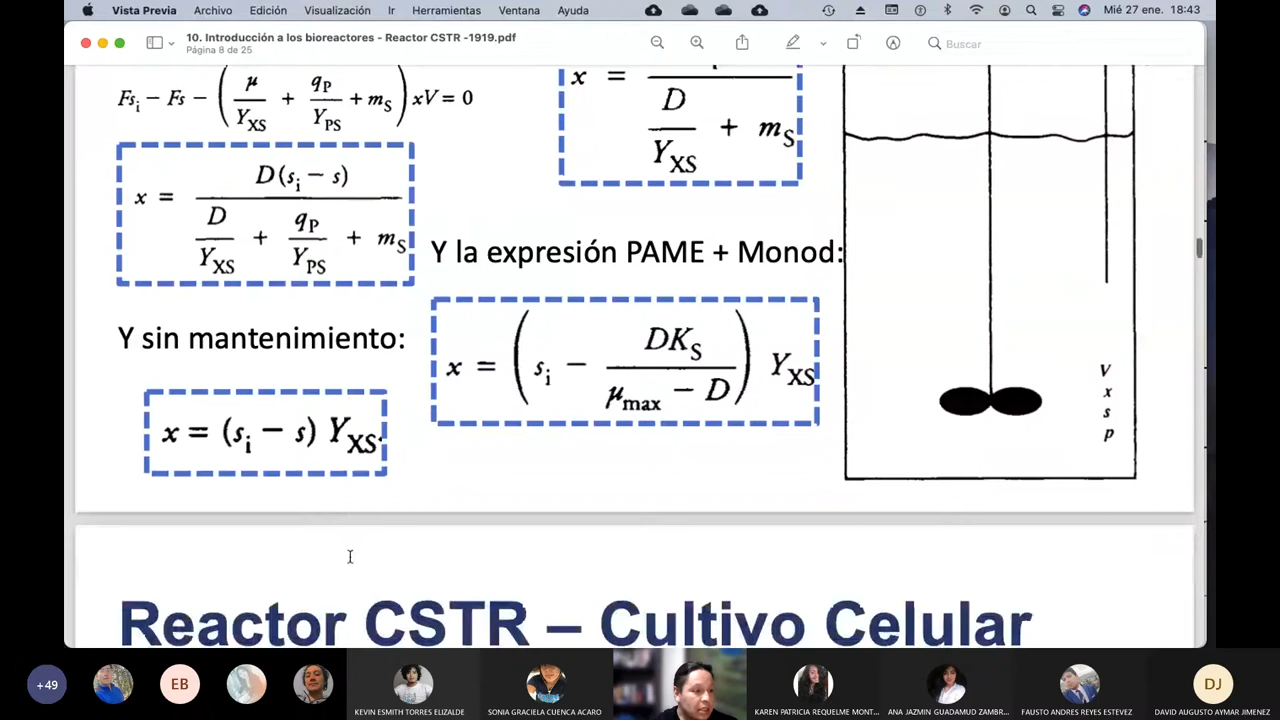 Vista Previa Archivo Edición Visualización Ir Herramientas Ventana Ayuda Mié 27 ene. 18:43
10. Introducción a los bioreactores - Reactor CSTR -1919.pdf
Página 8 de 25
Buscar
Fs_i − Fs − (μ/Y_XS + q_P/Y_PS + m_S) xV = 0
x = D(s_i − s) / (D/Y_XS + q_P/Y_PS + m_S)
Y sin mantenimiento:
x = (s_i − s) Y_XS.
x = / (D/Y_XS + m_S)
Y la expresión PAME + Monod:
x = (s_i − DK_S / (μ_max − D)) Y_XS
V
x
s
p
Reactor CSTR – Cultivo Celular
+49
EB
KEVIN ESMITH TORRES ELIZALDE
SONIA GRACIELA CUENCA ACARO
KAREN PATRICIA REQUELME MONT...
ANA JAZMIN GUADAMUD ZAMBR...
FAUSTO ANDRES REYES ESTEVEZ
DJ
DAVID AUGUSTO AYMAR JIMENEZ